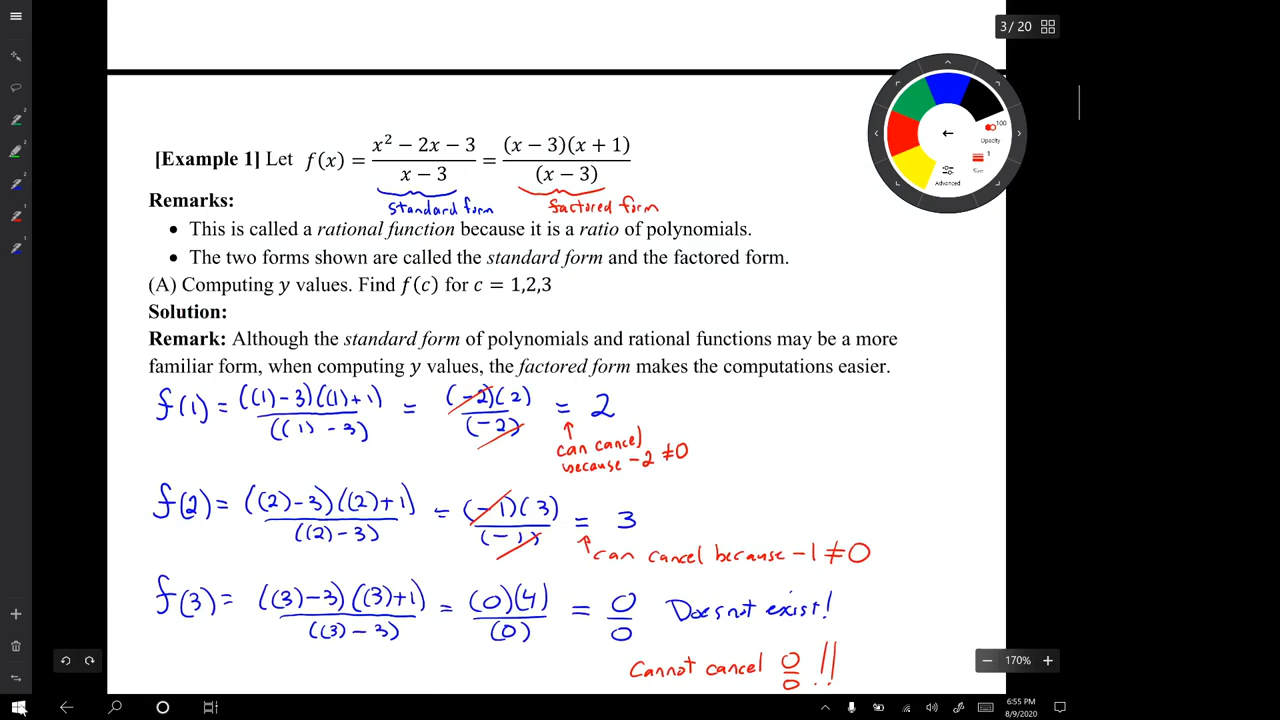 3 / 20
[Example 1] Let f(x) = x² − 2x − 3 / x − 3 = (x − 3)(x + 1) / (x − 3)
standard form factored form
Remarks:
• This is called a rational function because it is a ratio of polynomials.
• The two forms shown are called the standard form and the factored form.
(A) Computing y values. Find f(c) for c = 1,2,3
Solution:
Remark: Although the standard form of polynomials and rational functions may be a more
familiar form, when computing y values, the factored form makes the computations easier.
f(1) = ((1)-3)((1)+1) / ((1) - 3) = (-2)(2) / (-2) = 2
can cancel
because -2 ≠0
f(2) = ((2)-3)((2)+1) / ((2)-3) = (-1)(3) / (-1) = 3
can cancel because -1 ≠ 0
f(3) = ((3)-3)((3)+1) / ((3) - 3) = (0)(4) / (0) = 0 / 0 Does not exist!
Cannot cancel 0 / 0 !!
100
Opacity
1
Size
Advanced
170%
6:55 PM
8/9/2020